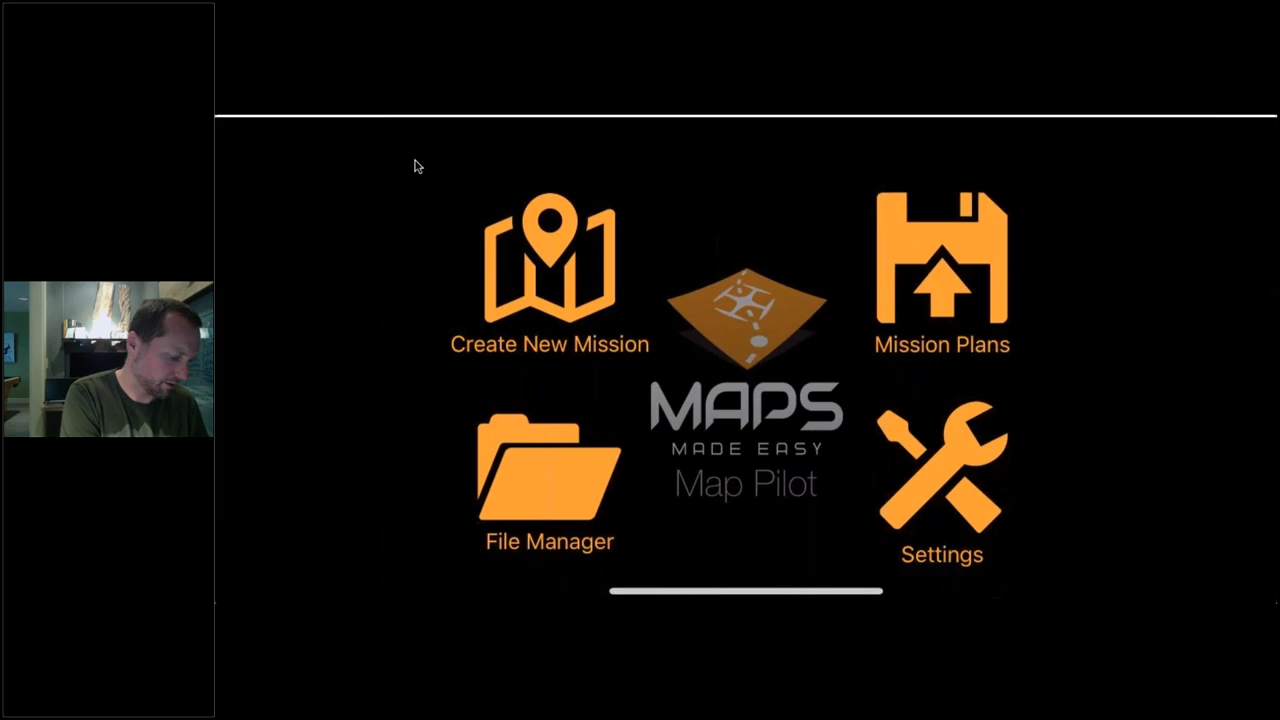 Create New Mission
Mission Plans
MAPS
MADE EASY
Map Pilot
File Manager
Settings